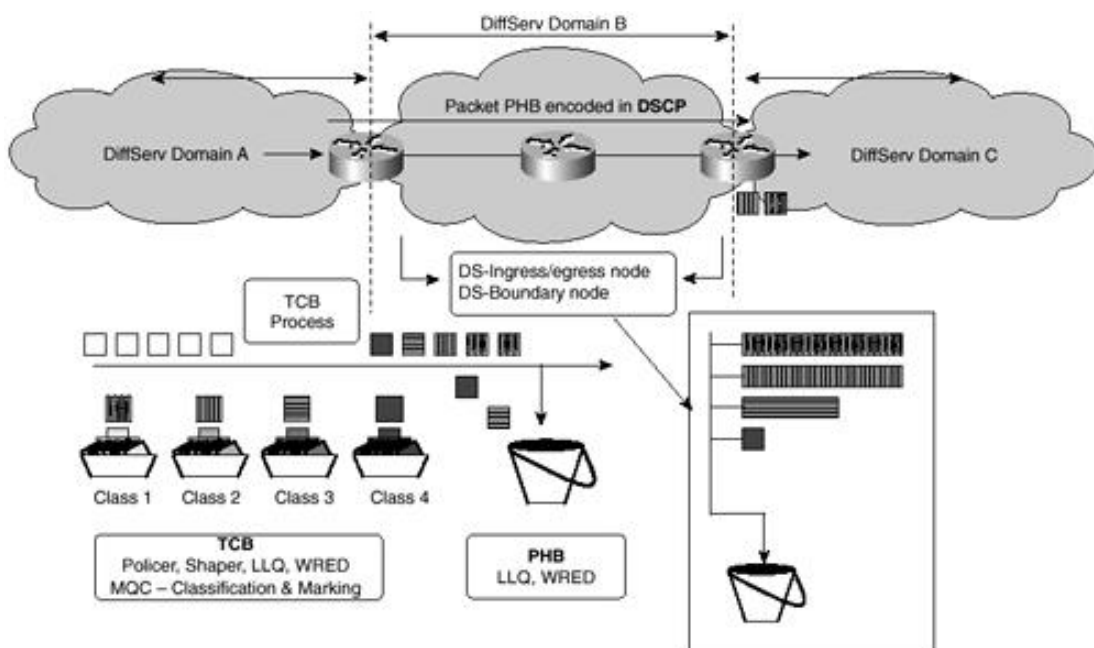 DiffServ Domain B
Packet PHB encoded in DSCP
DiffServ Domain A
DiffServ Domain C
DS-Ingress/egress node
DS-Boundary node
TCB
Process
Class 1
Class 2
Class 3
Class 4
TCB
Policer, Shaper, LLQ, WRED
MQC – Classification & Marking
PHB
LLQ, WRED